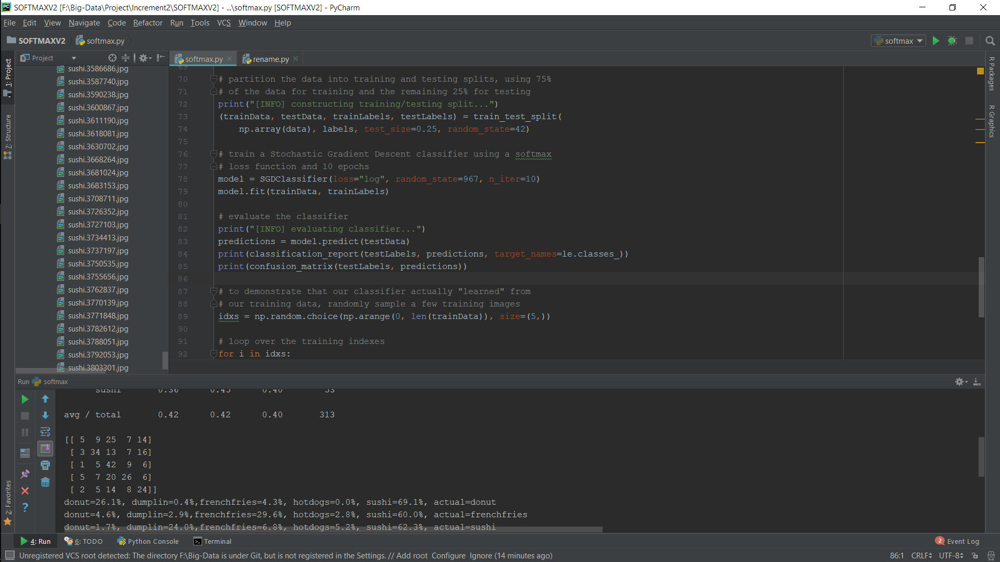 SOFTMAXV2 [F:\Big-Data\Project\Increment2\SOFTMAXV2] - ...\softmax.py [SOFTMAXV2] - PyCharm
File Edit View Navigate Code Refactor Run Tools VCS Window Help
SOFTMAXV2 softmax.py softmax
Project softmax.py rename.py
1: Project
7: Structure
2: Favorites
R Packages
R Graphics
sushi.3586686.jpg
sushi.3587740.jpg
sushi.3590238.jpg
sushi.3600867.jpg
sushi.3611190.jpg
sushi.3618081.jpg
sushi.3630702.jpg
sushi.3668264.jpg
sushi.3681024.jpg
sushi.3683153.jpg
sushi.3708711.jpg
sushi.3726352.jpg
sushi.3727103.jpg
sushi.3734413.jpg
sushi.3737197.jpg
sushi.3750535.jpg
sushi.3755656.jpg
sushi.3762837.jpg
sushi.3770139.jpg
sushi.3771848.jpg
sushi.3782612.jpg
sushi.3788051.jpg
sushi.3792053.jpg
sushi.3803301.jpg
69
70 # partition the data into training and testing splits, using 75%
71 # of the data for training and the remaining 25% for testing
72 print("[INFO] constructing training/testing split...")
73 (trainData, testData, trainLabels, testLabels) = train_test_split(
74 np.array(data), labels, test_size=0.25, random_state=42)
75
76 # train a Stochastic Gradient Descent classifier using a softmax
77 # loss function and 10 epochs
78 model = SGDClassifier(loss="log", random_state=967, n_iter=10)
79 model.fit(trainData, trainLabels)
80
81 # evaluate the classifier
82 print("[INFO] evaluating classifier...")
83 predictions = model.predict(testData)
84 print(classification_report(testLabels, predictions, target_names=le.classes_))
85 print(confusion_matrix(testLabels, predictions))
86
87 # to demonstrate that our classifier actually "learned" from
88 # our training data, randomly sample a few training images
89 idxs = np.random.choice(np.arange(0, len(trainData)), size=(5,))
90
91 # loop over the training indexes
92 for i in idxs:
Run softmax
sushi 0.36 0.45 0.40 53
avg / total 0.42 0.42 0.40 313
[[ 5 9 25 7 14]
[ 3 34 13 7 16]
[ 1 5 42 9 6]
[ 5 7 20 26 6]
[ 2 5 14 8 24]]
donut=26.1%, dumplin=0.4%,frenchfries=4.3%, hotdogs=0.0%, sushi=69.1%, actual=donut
donut=4.6%, dumplin=2.9%,frenchfries=29.6%, hotdogs=2.8%, sushi=60.0%, actual=frenchfries
donut=1.7%, dumplin=24.0%,frenchfries=6.8%, hotdogs=5.2%, sushi=62.3%, actual=sushi
4: Run 6: TODO Python Console Terminal 2 Event Log
Unregistered VCS root detected: The directory F:\Big-Data is under Git, but is not registered in the Settings. // Add root Configure Ignore (14 minutes ago) 86:1 CRLF UTF-8